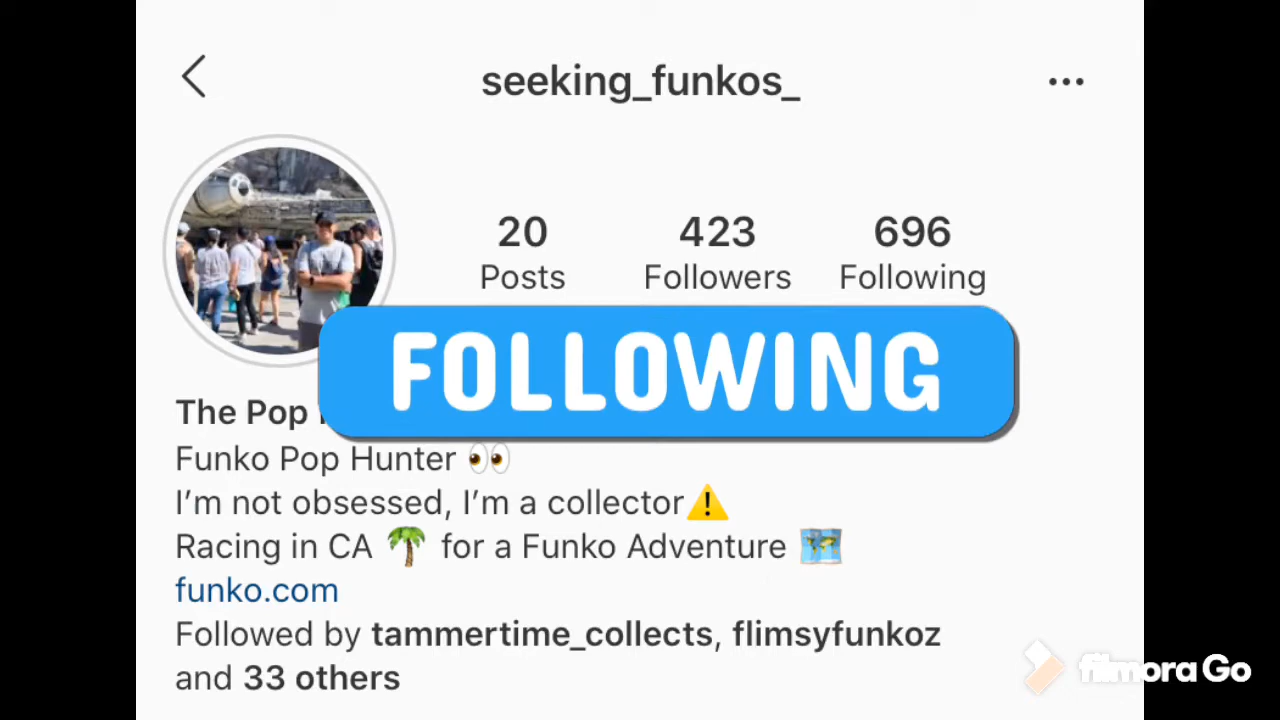 seeking_funkos_
20 423 696
Posts Followers Following
FOLLOWING
The Pop
Funko Pop Hunter 👀
I’m not obsessed, I’m a collector⚠️
Racing in CA 🌴 for a Funko Adventure 🗺️
funko.com
Followed by tammertime_collects, flimsyfunkoz
and 33 others
filmora Go